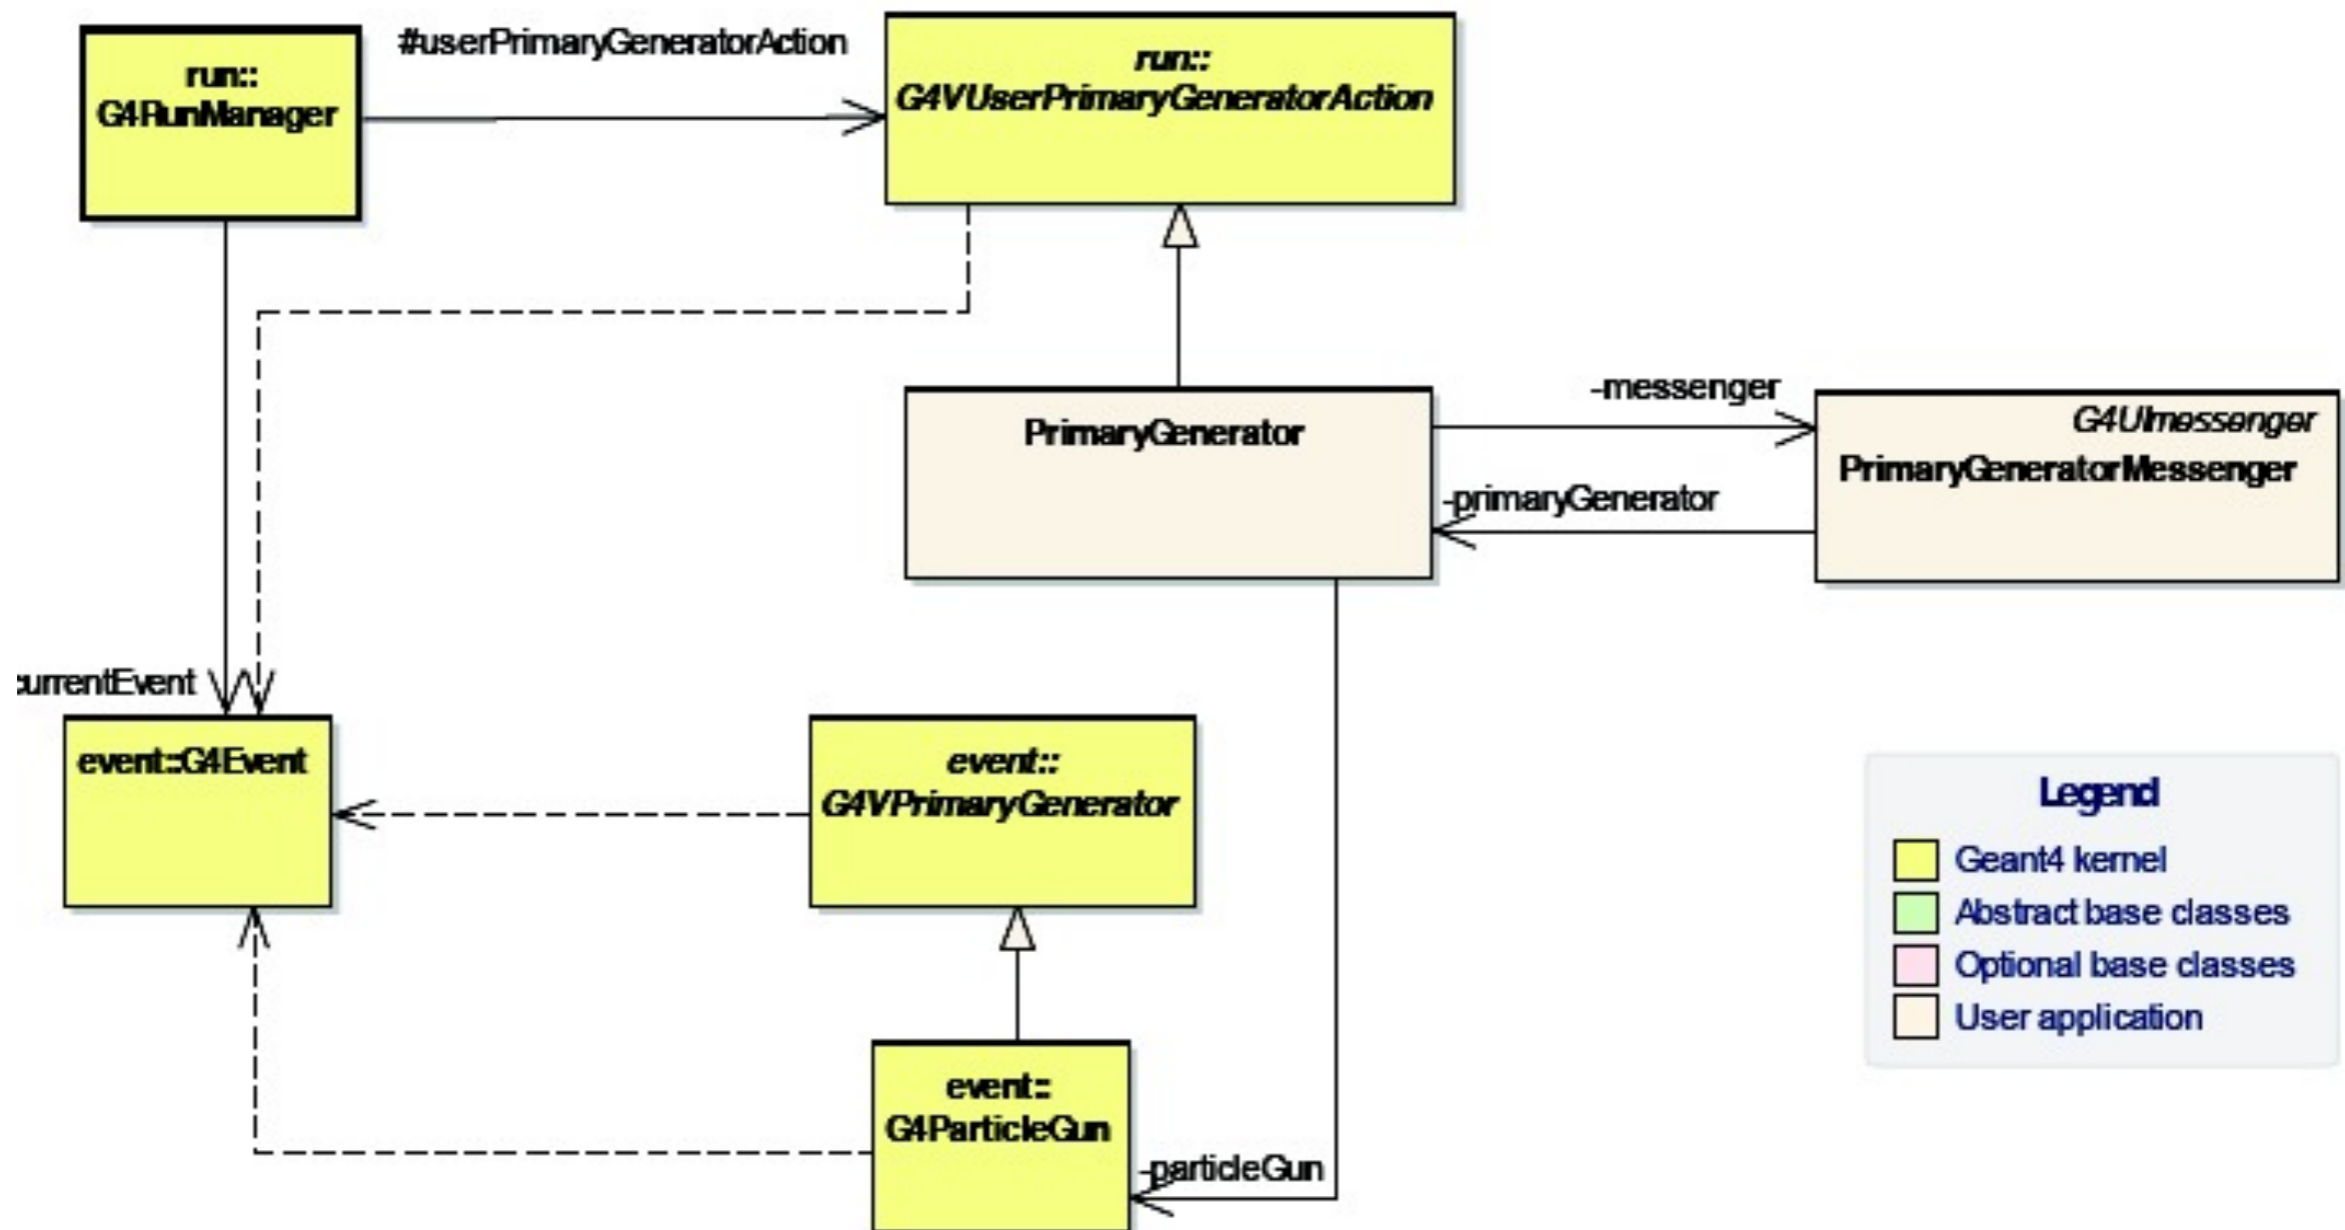 run::
G4RunManager
#userPrimaryGeneratorAction
run::
G4VUserPrimaryGeneratorAction
PrimaryGenerator
-messenger
G4UImessenger
PrimaryGeneratorMessenger
-primaryGenerator
currentEvent
event::G4Event
event::
G4VPrimaryGenerator
event::
G4ParticleGun
-particleGun
Legend
Geant4 kernel
Abstract base classes
Optional base classes
User application